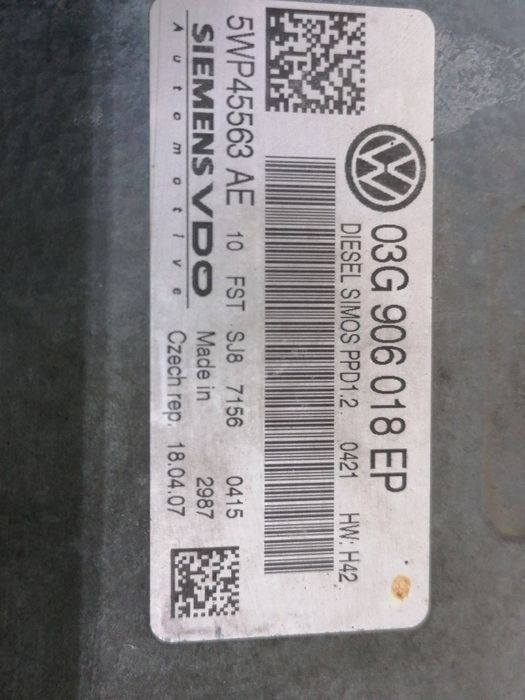 03G 906 018 EP
DIESEL SIMOS PPD1.2 0421 HW: H42
5WP45563 AE 10 FST SJ8 7156 0415
SIEMENS VDO Made in 2987
Automotive Czech rep. 18.04.07